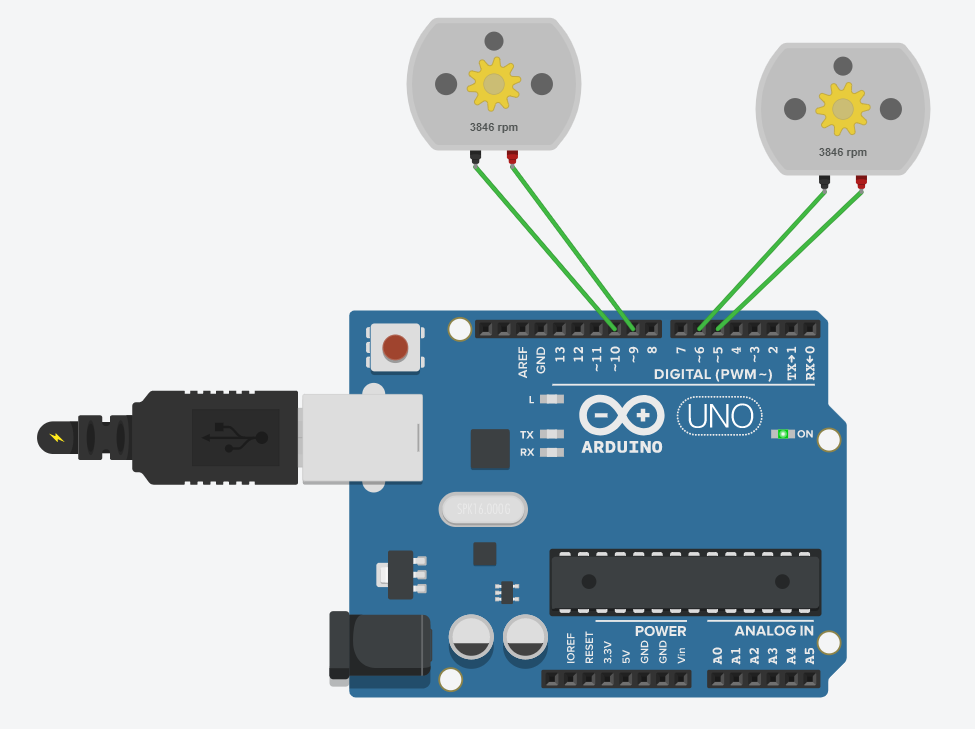 3846 rpm
3846 rpm
AREF
GND
13
12
~11
~10
~9
8
7
~6
~5
4
~3
2
TX→1
RX←0
DIGITAL (PWM~)
L
TX
RX
ARDUINO
UNO
ON
SPK16.000G
POWER
ANALOG IN
IOREF
RESET
3.3V
5V
GND
GND
Vin
A0
A1
A2
A3
A4
A5